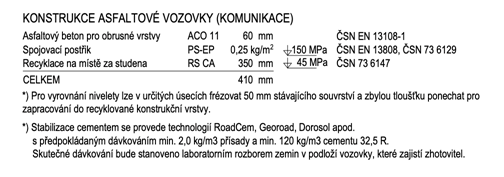 KONSTRUKCE ASFALTOVÉ VOZOVKY (KOMUNIKACE)
Asfaltový beton pro obrusné vrstvy ACO 11 60 mm ČSN EN 13108-1
Spojovací postřik PS-EP 0,25 kg/m² 150 MPa ČSN EN 13808, ČSN 73 6129
Recyklace na místě za studena RS CA 350 mm 45 MPa ČSN 73 6147
CELKEM 410 mm
*) Pro vyrovnání nivelety lze v určitých úsecích frézovat 50 mm stávajícího souvrství a zbylou tloušťku ponechat pro
zapracování do recyklované konstrukční vrstvy.
*) Stabilizace cementem se provede technologií RoadCem, Georoad, Dorosol apod.
s předpokládaným dávkováním min. 2,0 kg/m3 přísady a min. 120 kg/m3 cementu 32,5 R.
Skutečné dávkování bude stanoveno laboratorním rozborem zemin v podloží vozovky, které zajistí zhotovitel.